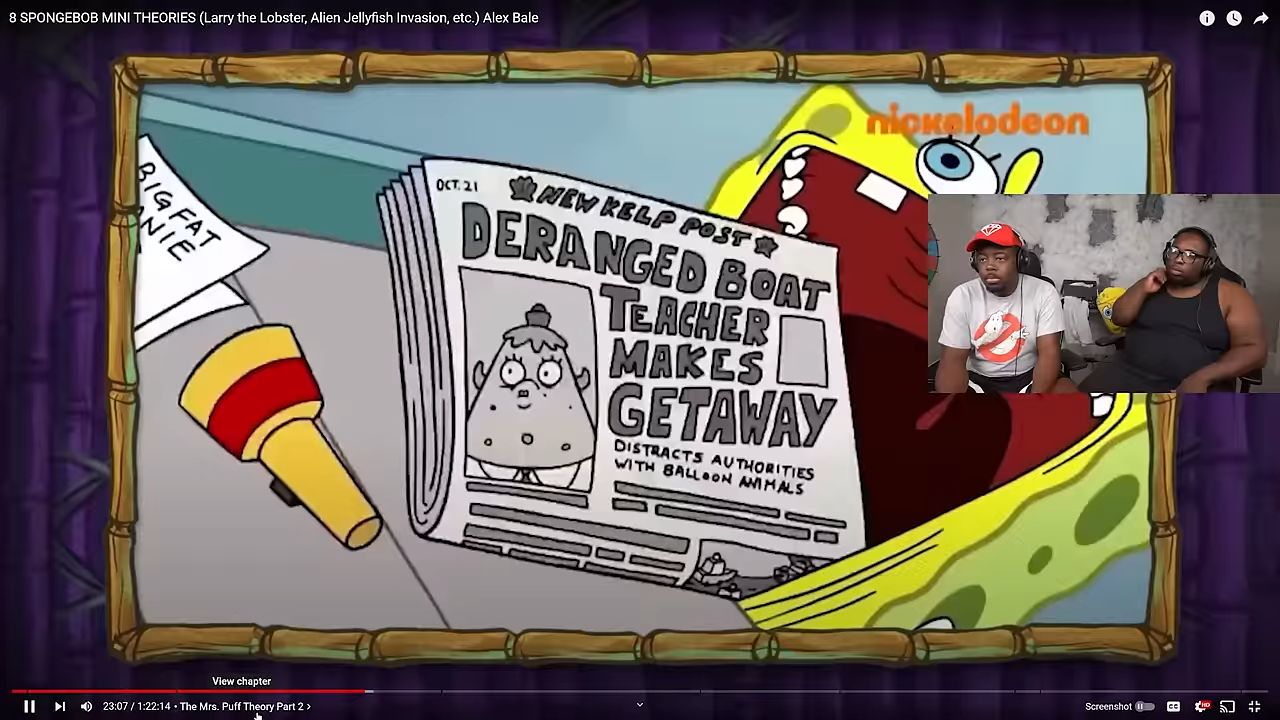 8 SPONGEBOB MINI THEORIES (Larry the Lobster, Alien Jellyfish Invasion, etc.) Alex Bale
nickelodeon
BIG FAT
OCT. 21
NEW KELP POST
DERANGED BOAT
TEACHER
MAKES
GETAWAY
DISTRACTS AUTHORITIES
WITH BALLOON ANIMALS
View chapter
23:07 / 1:22:14 • The Mrs. Puff Theory Part 2 ›
Screenshot
CC
HD